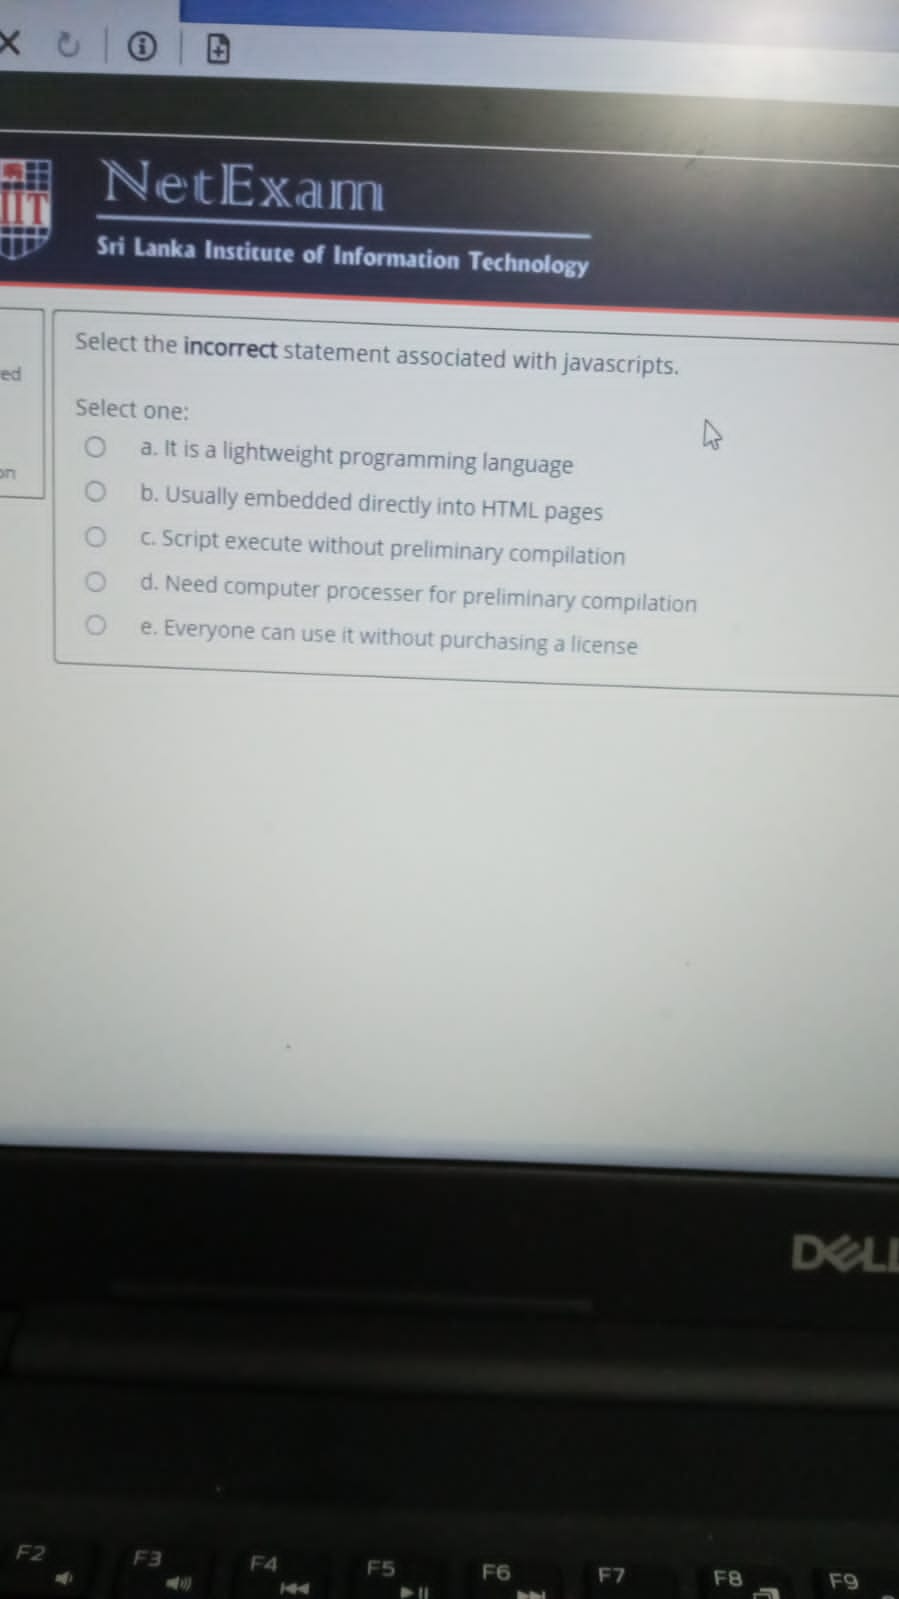 IIT
NetExam
Sri Lanka Institute of Information Technology
ed
on
Select the incorrect statement associated with javascripts.
Select one:
a. It is a lightweight programming language
b. Usually embedded directly into HTML pages
c. Script execute without preliminary compilation
d. Need computer processer for preliminary compilation
e. Everyone can use it without purchasing a license
DELL
F2 F3 F4 F5 F6 F7 F8 F9